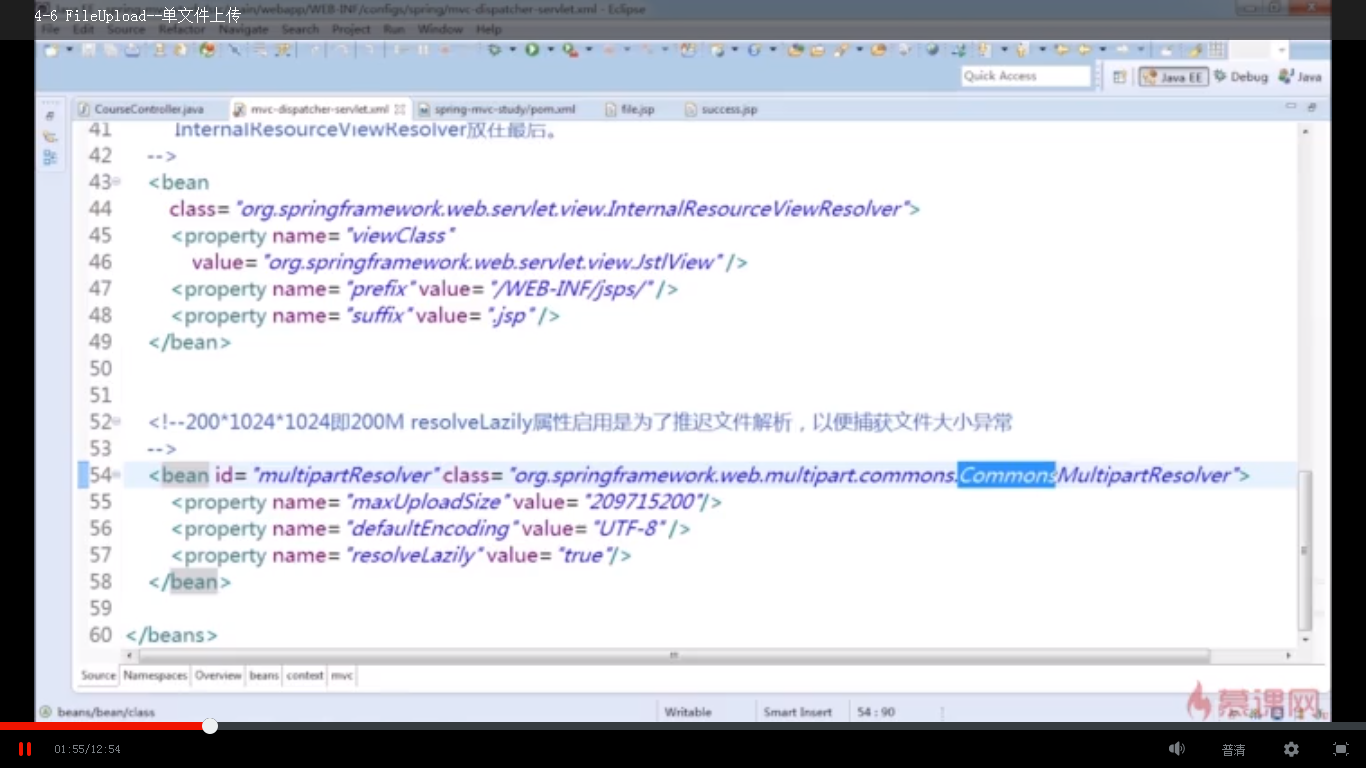 4-6 FileUpload--单文件上传
ain/webapp/WEB-INF/configs/spring/mvc-dispatcher-servlet.xml - Eclipse
File Edit Source Refactor Navigate Search Project Run Window Help
Quick Access
Java EE Debug Java
CourseController.java mvc-dispatcher-servlet.xml spring-mvc-study/pom.xml file.jsp success.jsp
41 InternalResourceViewResolver放在最后。
42 -->
43 <bean
44 class="org.springframework.web.servlet.view.InternalResourceViewResolver">
45 <property name="viewClass"
46 value="org.springframework.web.servlet.view.JstlView" />
47 <property name="prefix" value="/WEB-INF/jsps/" />
48 <property name="suffix" value=".jsp" />
49 </bean>
50
51
52 <!--200*1024*1024即200M resolveLazily属性启用是为了推迟文件解析，以便捕获文件大小异常
53 -->
54 <bean id="multipartResolver" class="org.springframework.web.multipart.commons.CommonsMultipartResolver">
55 <property name="maxUploadSize" value="209715200"/>
56 <property name="defaultEncoding" value="UTF-8" />
57 <property name="resolveLazily" value="true"/>
58 </bean>
59
60 </beans>
Source Namespaces Overview beans context mvc
beans/bean/class Writable Smart Insert 54 : 90
慕课网
01:55/12:54 普清